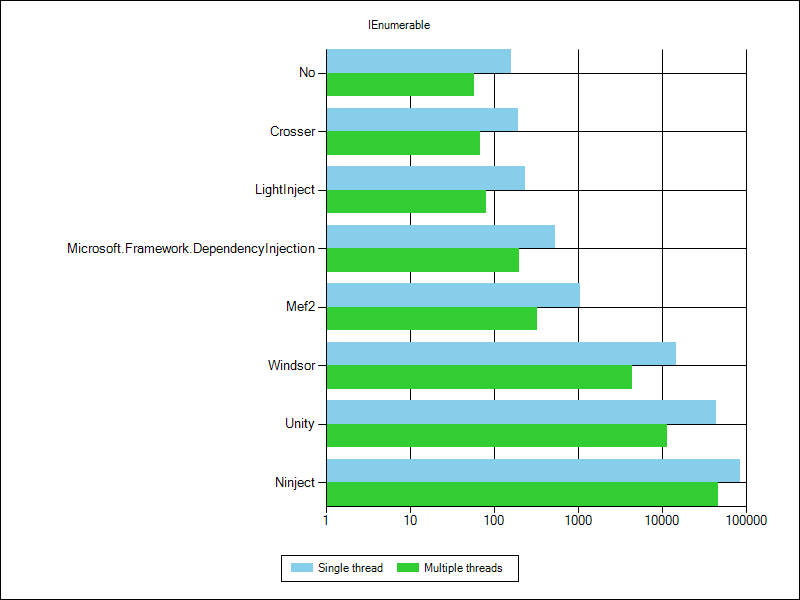 IEnumerable
No
Crosser
LightInject
Microsoft.Framework.DependencyInjection
Mef2
Windsor
Unity
Ninject
1 10 100 1000 10000 100000
Single thread Multiple threads